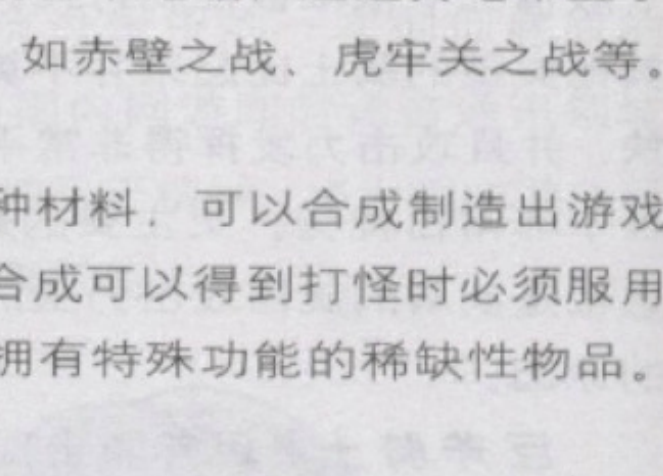 如赤壁之战、虎牢关之战等。
种材料，可以合成制造出游戏
合成可以得到打怪时必须服用
拥有特殊功能的稀缺性物品。